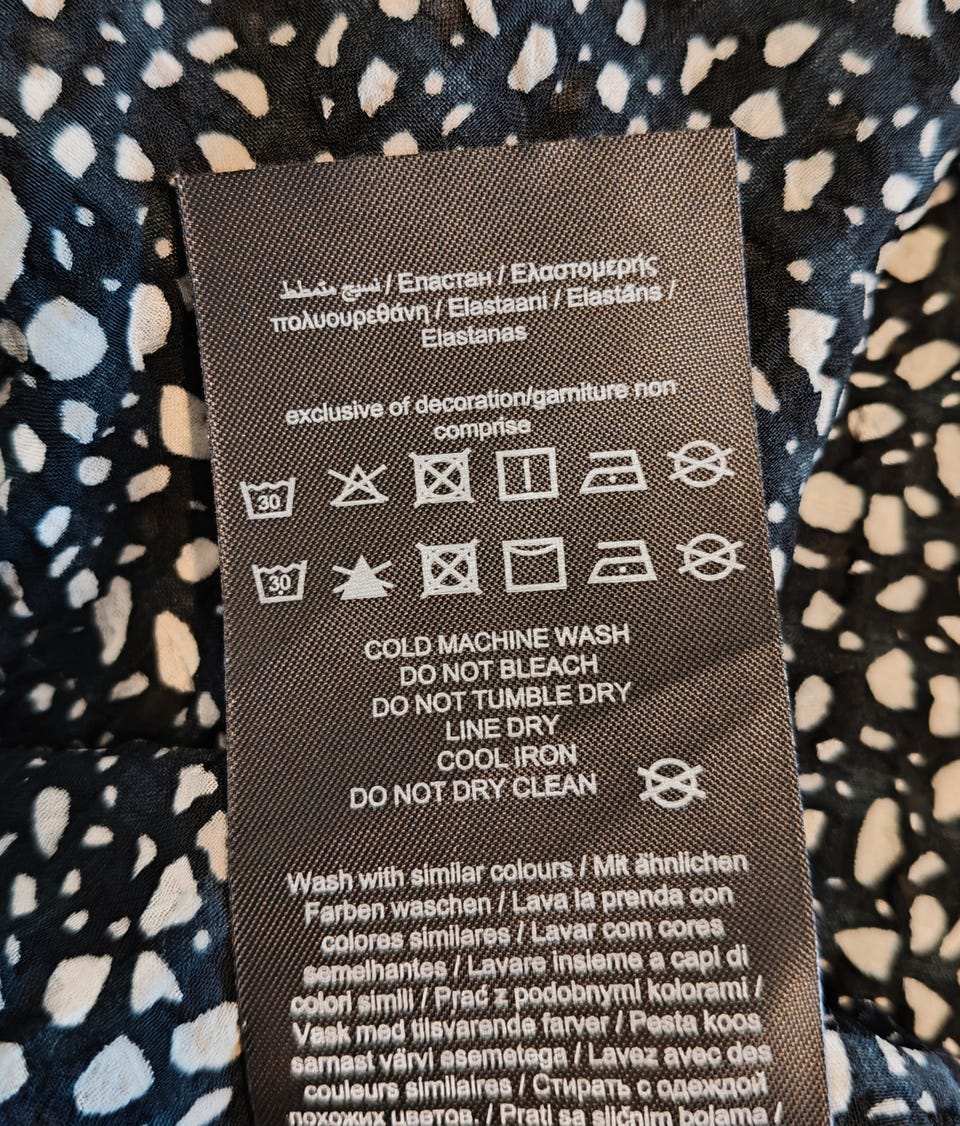 نسيج متمطط / Епастан / Ελαστομερής
πολυουρεθάνη / Elastaani / Elastāns /
Elastanas
exclusive of decoration/garniture non
comprise
30
30
COLD MACHINE WASH
DO NOT BLEACH
DO NOT TUMBLE DRY
LINE DRY
COOL IRON
DO NOT DRY CLEAN
Wash with similar colours / Mit ähnlichen
Farben waschen / Lava la prenda con
colores similares / Lavar com cores
semelhantes / Lavare insieme a capi di
colori simili / Prać z podobnymi kolorami /
Vask med tilsvarende farver / Pesta koos
sarnast värvi esemetega / Lavez avec des
couleurs similaires / Стирать с одеждой
похожих цветов. / Prati sa sličnim bojama /